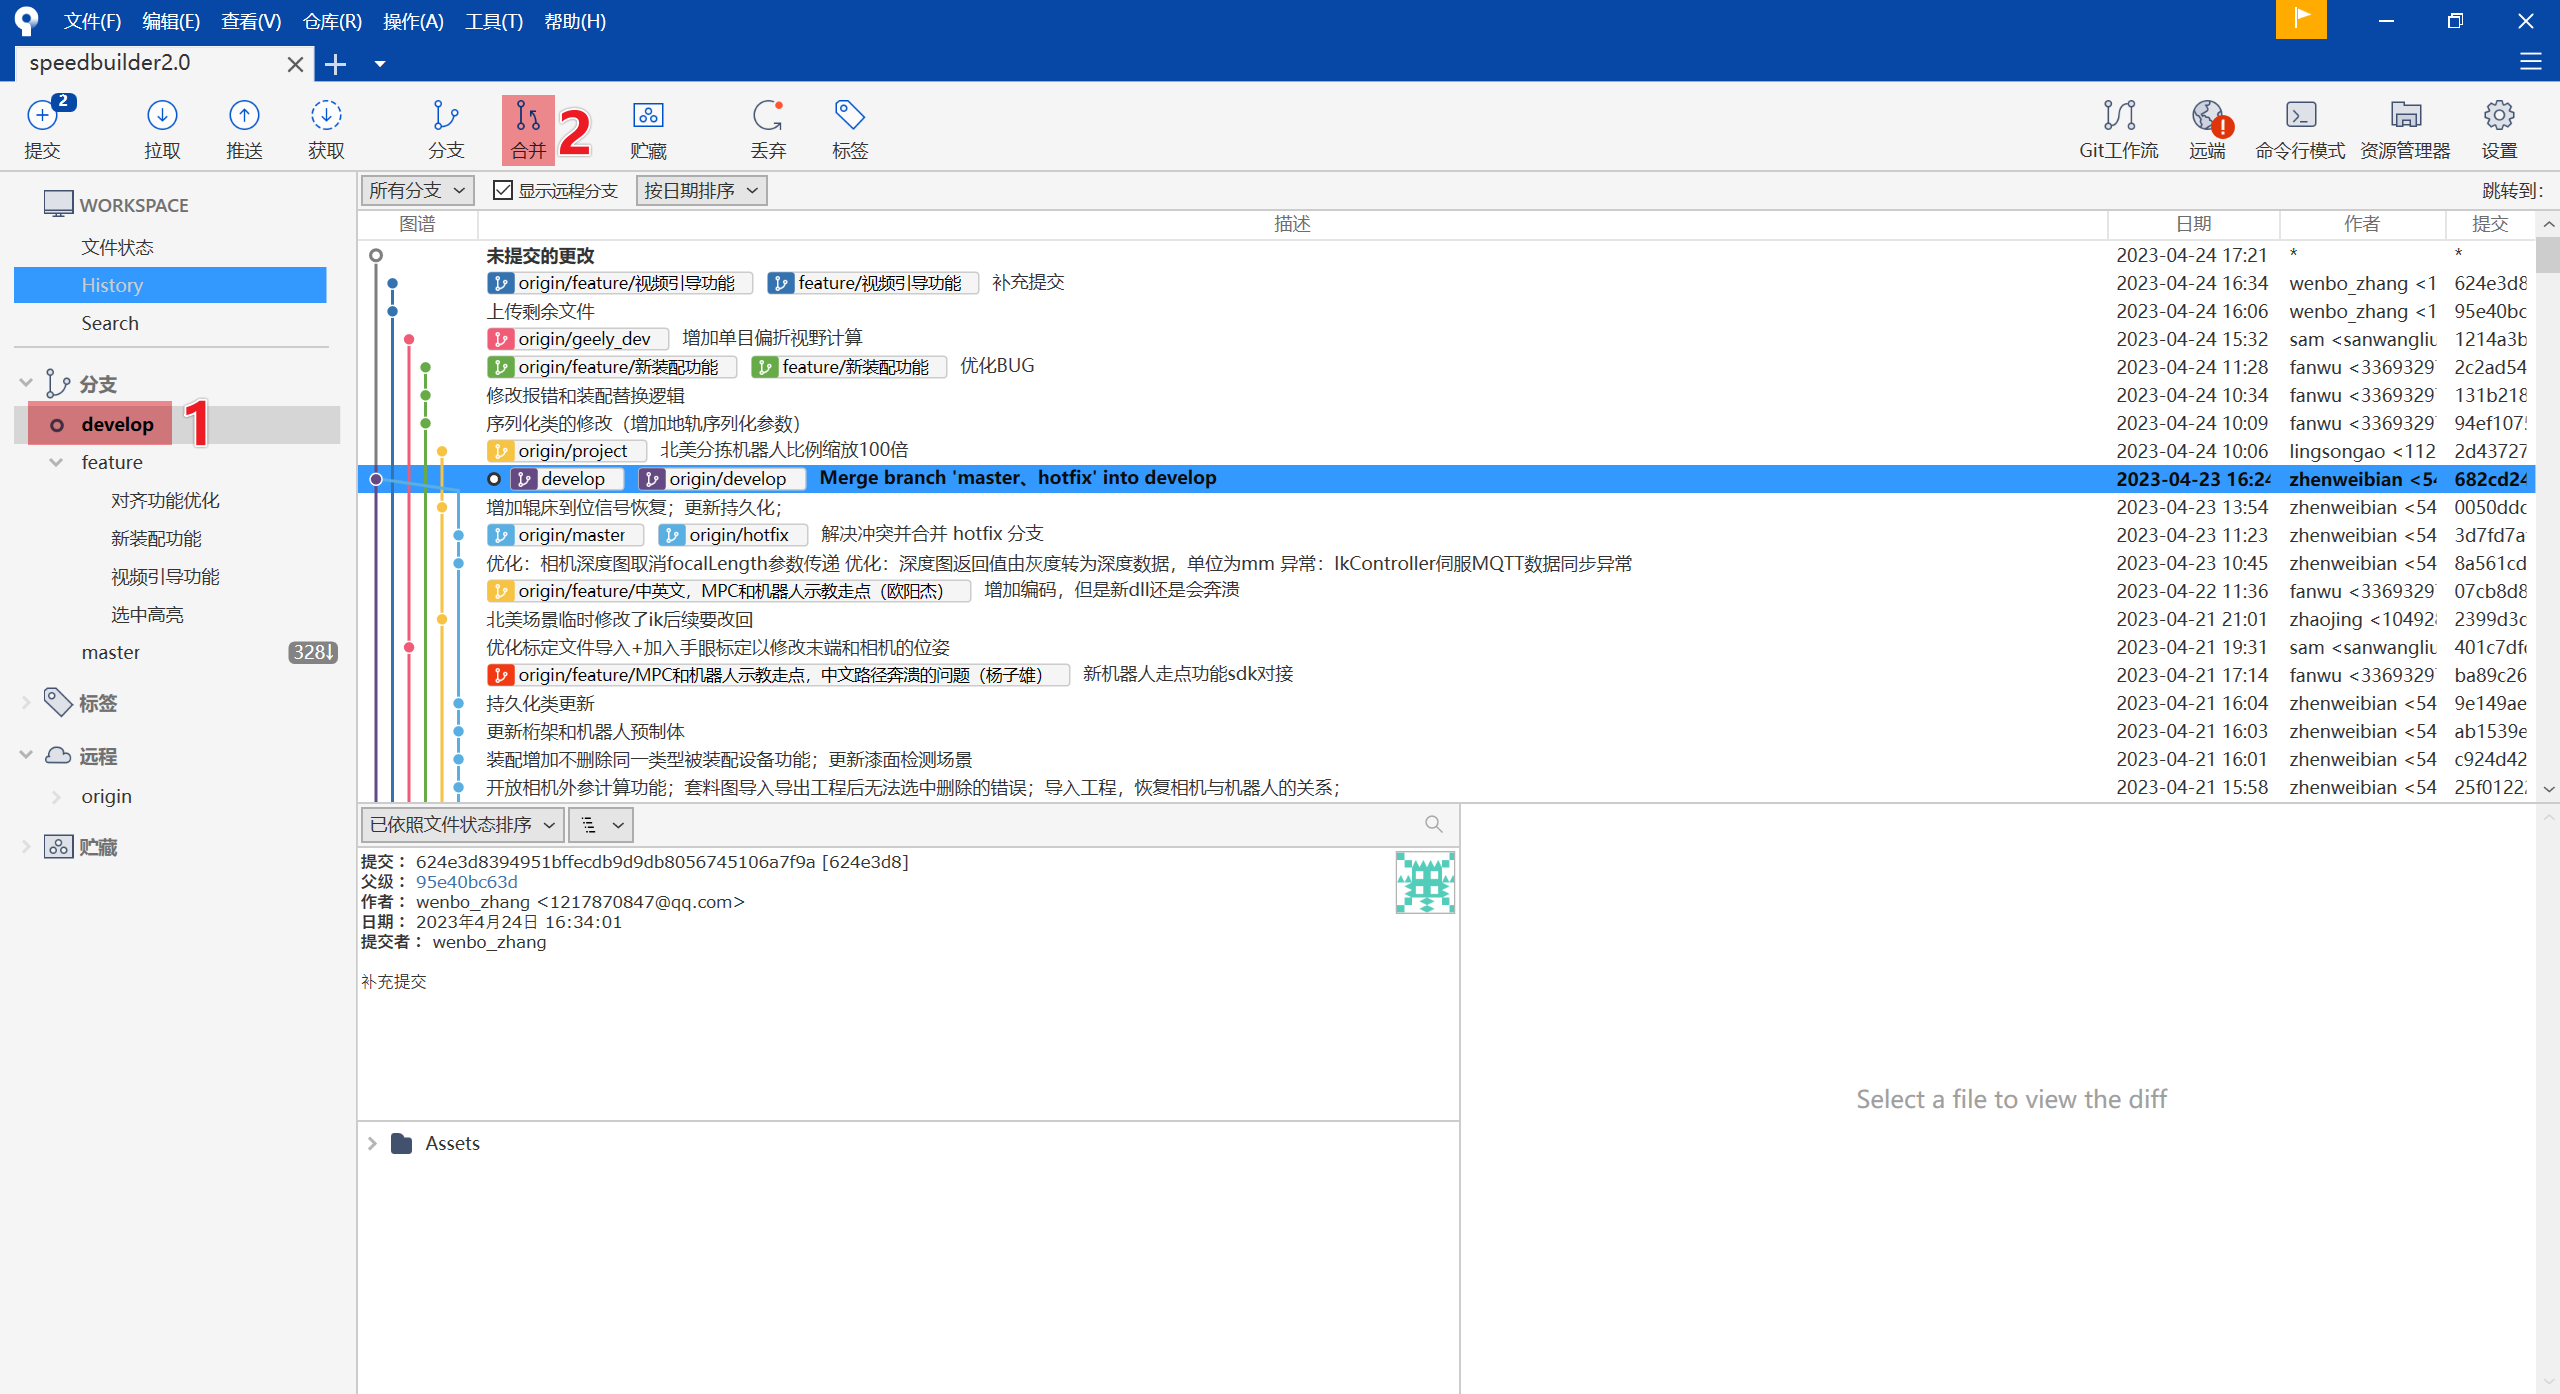 文件(F) 编辑(E) 查看(V) 仓库(R) 操作(A) 工具(T) 帮助(H)
speedbuilder2.0
2
提交 拉取 推送 获取 分支 合并 2 贮藏 丢弃 标签 Git工作流 远端 命令行模式 资源管理器 设置
WORKSPACE
文件状态
History
Search
分支
develop 1
feature
对齐功能优化
新装配功能
视频引导功能
选中高亮
master 328↓
标签
远程
origin
贮藏
所有分支 显示远程分支 按日期排序 跳转到:
图谱 描述 日期 作者 提交
未提交的更改 2023-04-24 17:21 * *
origin/feature/视频引导功能 feature/视频引导功能 补充提交 2023-04-24 16:34 wenbo_zhang <1 624e3d8
上传剩余文件 2023-04-24 16:06 wenbo_zhang <1 95e40bc
origin/geely_dev 增加单目偏折视野计算 2023-04-24 15:32 sam <sanwangliu 1214a3b
origin/feature/新装配功能 feature/新装配功能 优化BUG 2023-04-24 11:28 fanwu <3369329 2c2ad54
修改报错和装配替换逻辑 2023-04-24 10:34 fanwu <3369329 131b218
序列化类的修改（增加地轨序列化参数） 2023-04-24 10:09 fanwu <3369329 94ef107
origin/project 北美分拣机器人比例缩放100倍 2023-04-24 10:06 lingsongao <112 2d43727
develop origin/develop Merge branch 'master、hotfix' into develop 2023-04-23 16:24 zhenweibian <54 682cd24
增加辊床到位信号恢复；更新持久化； 2023-04-23 13:54 zhenweibian <54 0050ddc
origin/master origin/hotfix 解决冲突并合并 hotfix 分支 2023-04-23 11:23 zhenweibian <54 3d7fd7a
优化：相机深度图取消focalLength参数传递 优化：深度图返回值由灰度转为深度数据，单位为mm 异常：IkController伺服MQTT数据同步异常 2023-04-23 10:45 zhenweibian <54 8a561cd
origin/feature/中英文，MPC和机器人示教走点（欧阳杰） 增加编码，但是新dll还是会奔溃 2023-04-22 11:36 fanwu <3369329 07cb8d8
北美场景临时修改了ik后续要改回 2023-04-21 21:01 zhaojing <10492 2399d3c
优化标定文件导入+加入手眼标定以修改末端和相机的位姿 2023-04-21 19:31 sam <sanwangliu 401c7df
origin/feature/MPC和机器人示教走点，中文路径奔溃的问题（杨子雄） 新机器人走点功能sdk对接 2023-04-21 17:14 fanwu <3369329 ba89c26
持久化类更新 2023-04-21 16:04 zhenweibian <54 9e149ae
更新桁架和机器人预制体 2023-04-21 16:03 zhenweibian <54 ab1539e
装配增加不删除同一类型被装配设备功能；更新漆面检测场景 2023-04-21 16:01 zhenweibian <54 c924d42
开放相机外参计算功能；套料图导入导出工程后无法选中删除的错误；导入工程，恢复相机与机器人的关系； 2023-04-21 15:58 zhenweibian <54 25f0122
已依照文件状态排序
提交： 624e3d8394951bffecdb9d9db8056745106a7f9a [624e3d8]
父级： 95e40bc63d
作者： wenbo_zhang <1217870847@qq.com>
日期： 2023年4月24日 16:34:01
提交者： wenbo_zhang
补充提交
Assets
Select a file to view the diff